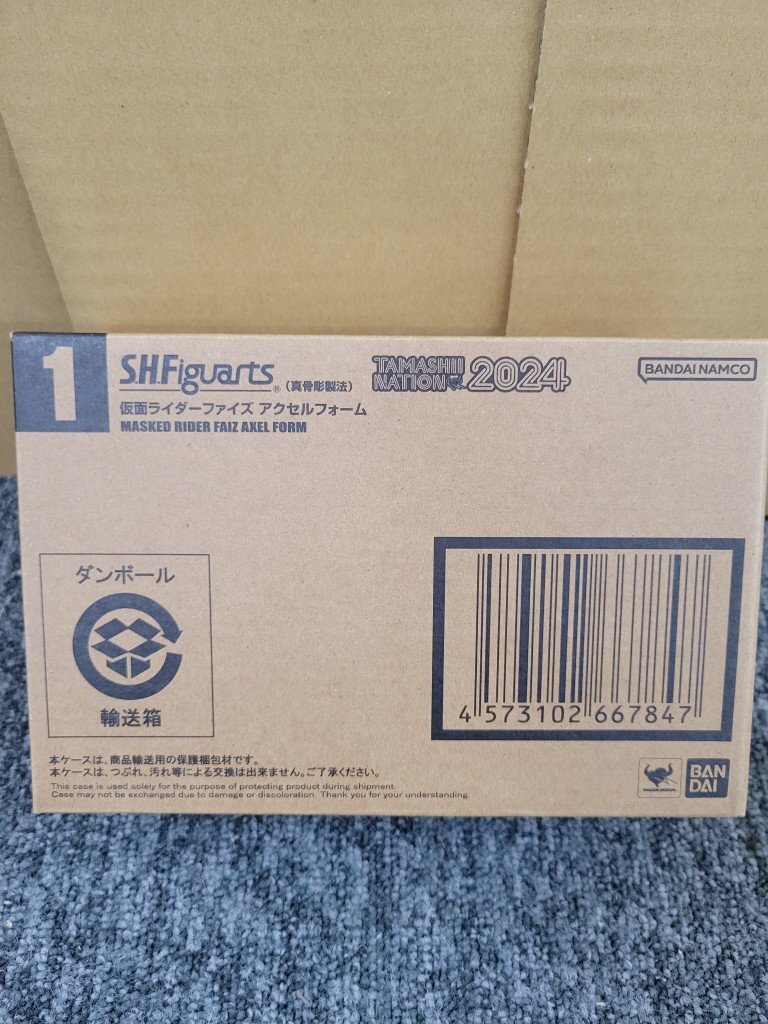 1
S.H.Figuarts® (真骨彫製法)
TAMASHII NATION 2024
BANDAI NAMCO
仮面ライダーファイズ アクセルフォーム
MASKED RIDER FAIZ AXEL FORM
ダンボール
輸送箱
4 573102 667847
本ケースは、商品輸送用の保護梱包材です。
本ケースは、つぶれ、汚れ等による交換は出来ません。ご了承ください。
This case is used solely for the purpose of protecting product during shipment.
Case may not be exchanged due to damage or discoloration. Thank you for your understanding.
BAN
DAI